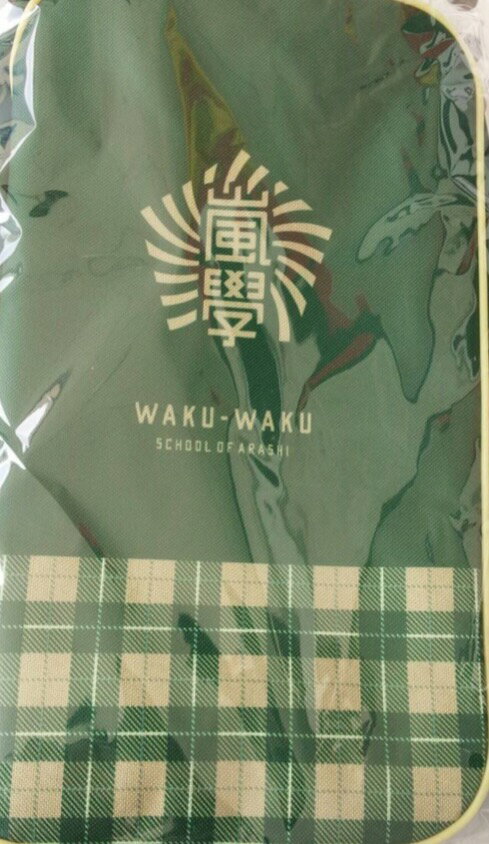 嵐
學
WAKU-WAKU
SCHOOL OF ARASHI